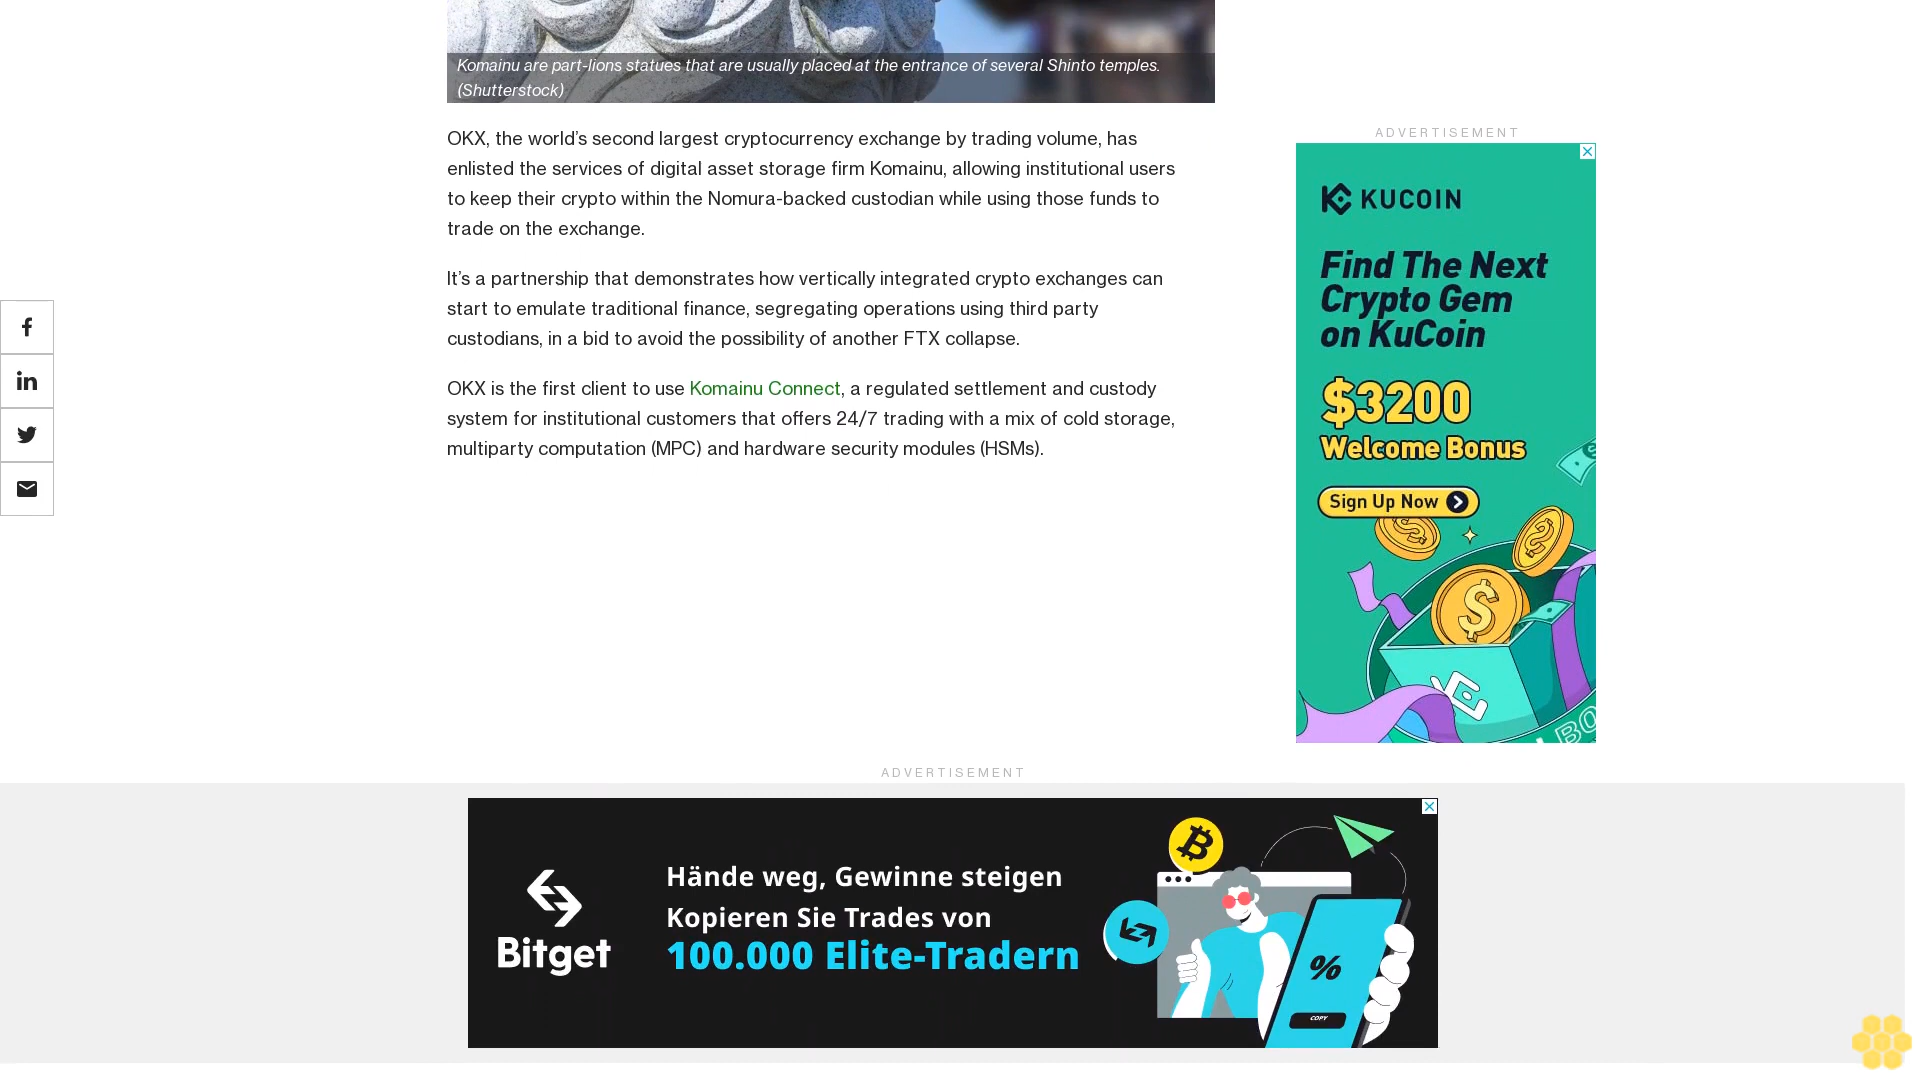 Komainu are part-lions statues that are usually placed at the entrance of several Shinto temples.
(Shutterstock)
OKX, the world’s second largest cryptocurrency exchange by trading volume, has
enlisted the services of digital asset storage firm Komainu, allowing institutional users
to keep their crypto within the Nomura-backed custodian while using those funds to
trade on the exchange.
It’s a partnership that demonstrates how vertically integrated crypto exchanges can
start to emulate traditional finance, segregating operations using third party
custodians, in a bid to avoid the possibility of another FTX collapse.
OKX is the first client to use Komainu Connect, a regulated settlement and custody
system for institutional customers that offers 24/7 trading with a mix of cold storage,
multiparty computation (MPC) and hardware security modules (HSMs).
ADVERTISEMENT
KUCOIN
Find The Next
Crypto Gem
on KuCoin
$3200
Welcome Bonus
Sign Up Now
ADVERTISEMENT
Bitget
Hände weg, Gewinne steigen
Kopieren Sie Trades von
100.000 Elite-Tradern
%
COPY